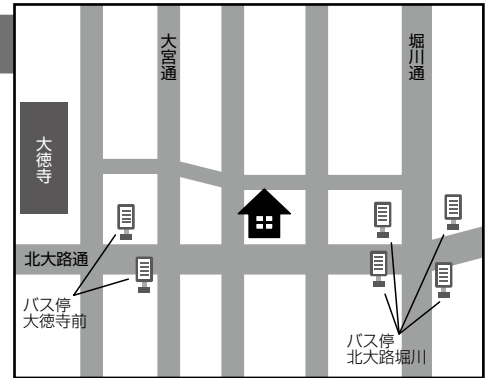 大宮通
堀川通
大徳寺
北大路通
バス停
大徳寺前
バス停
北大路堀川